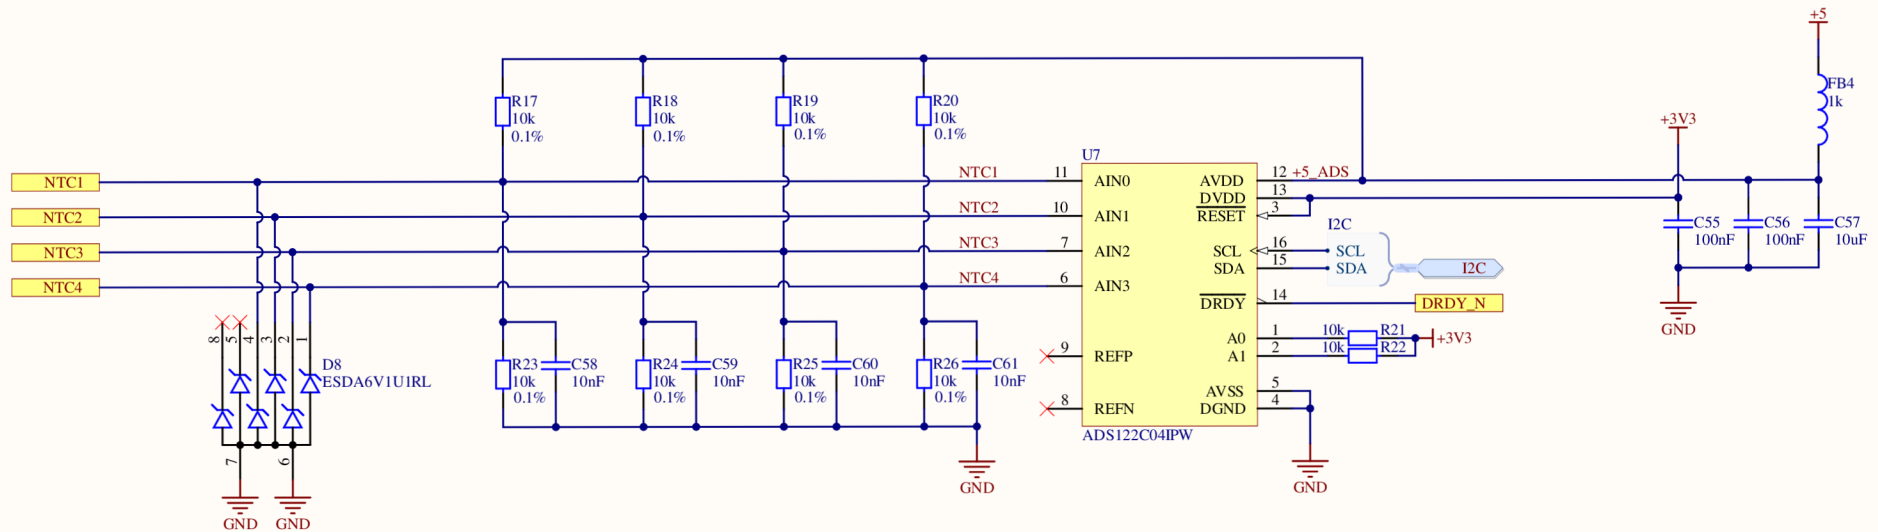 +5
FB4
1k
R17
10k
0.1%
R18
10k
0.1%
R19
10k
0.1%
R20
10k
0.1%
+3V3
U7
NTC1
NTC1
11
AIN0
AVDD
12
+5_ADS
DVDD
13
NTC2
NTC2
10
AIN1
RESET
3
I2C
C55
100nF
C56
100nF
C57
10uF
NTC3
NTC3
7
AIN2
SCL
16
SCL
SDA
15
SDA
I2C
NTC4
NTC4
6
AIN3
DRDY
14
DRDY_N
GND
8
5
4
3
2
1
D8
ESDA6V1U1RL
7
6
GND
GND
R23
10k
0.1%
C58
10nF
R24
10k
0.1%
C59
10nF
R25
10k
0.1%
C60
10nF
R26
10k
0.1%
C61
10nF
GND
9
REFP
8
REFN
A0
1
10k
R21
A1
2
10k
R22
+3V3
AVSS
5
DGND
4
ADS122C04IPW
GND